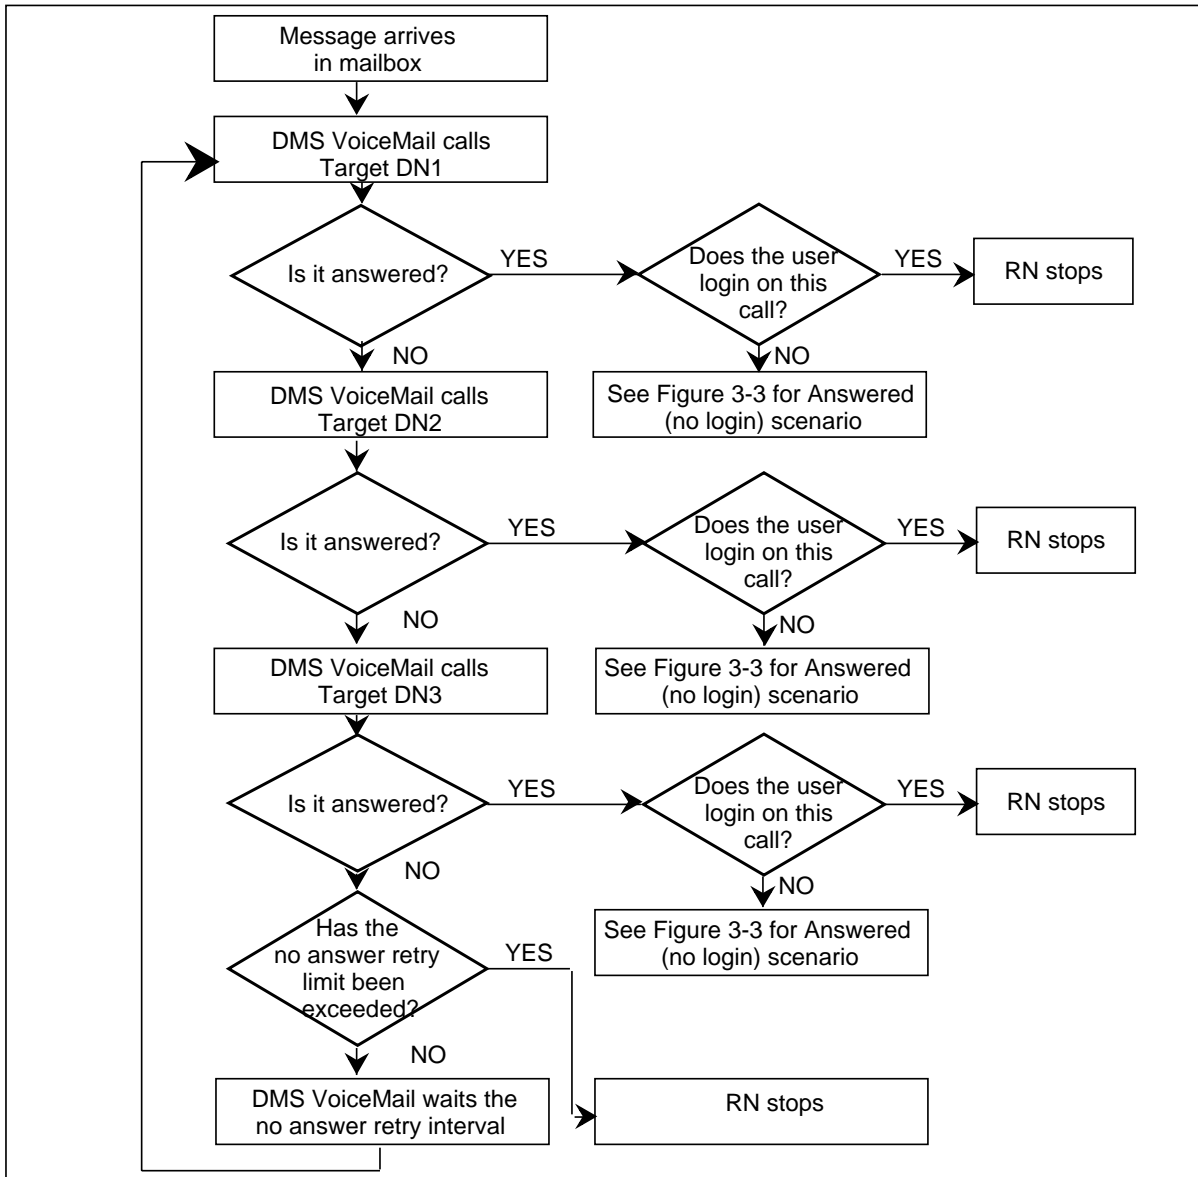 Message arrives
in mailbox
DMS VoiceMail calls
Target DN1
Is it answered?
YES
Does the user
login on this
call?
YES
RN stops
NO
NO
DMS VoiceMail calls
Target DN2
See Figure 3-3 for Answered
(no login) scenario
Is it answered?
YES
Does the user
login on this
call?
YES
RN stops
NO
NO
DMS VoiceMail calls
Target DN3
See Figure 3-3 for Answered
(no login) scenario
Is it answered?
YES
Does the user
login on this
call?
YES
RN stops
NO
NO
Has the
no answer retry
limit been
exceeded?
YES
See Figure 3-3 for Answered
(no login) scenario
NO
DMS VoiceMail waits the
no answer retry interval
RN stops